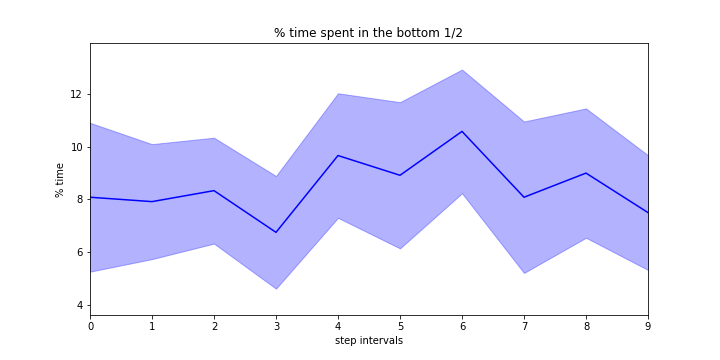 % time spent in the bottom 1/2
% time
12
10
8
6
4
0 1 2 3 4 5 6 7 8 9
step intervals